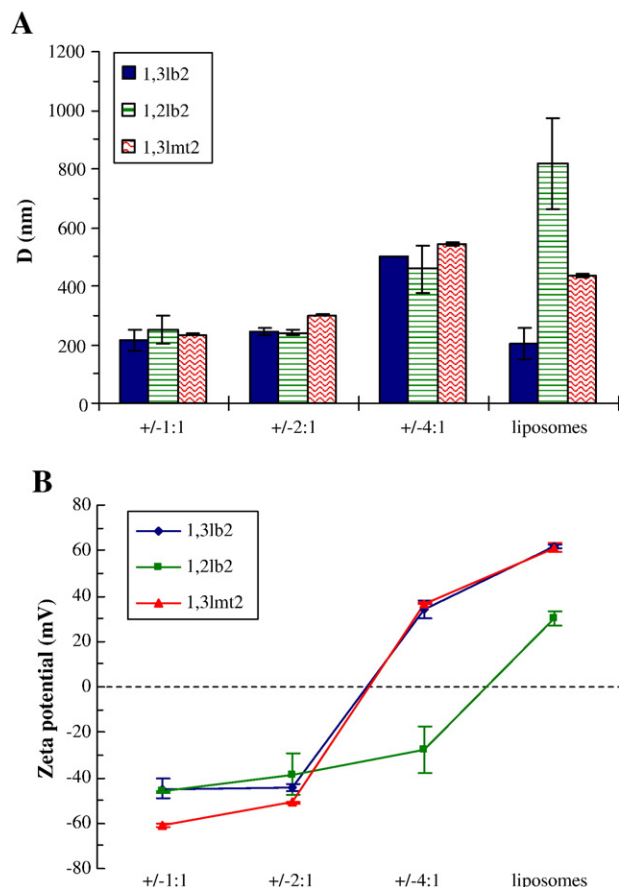 A
1200
1000
800
600
400
200
0
D (nm)
1,3lb2
1,2lb2
1,3lmt2
+/-1:1 +/-2:1 +/-4:1 liposomes
B
80
60
40
20
0
-20
-40
-60
-80
Zeta potential (mV)
1,3lb2
1,2lb2
1,3lmt2
+/-1:1 +/-2:1 +/-4:1 liposomes